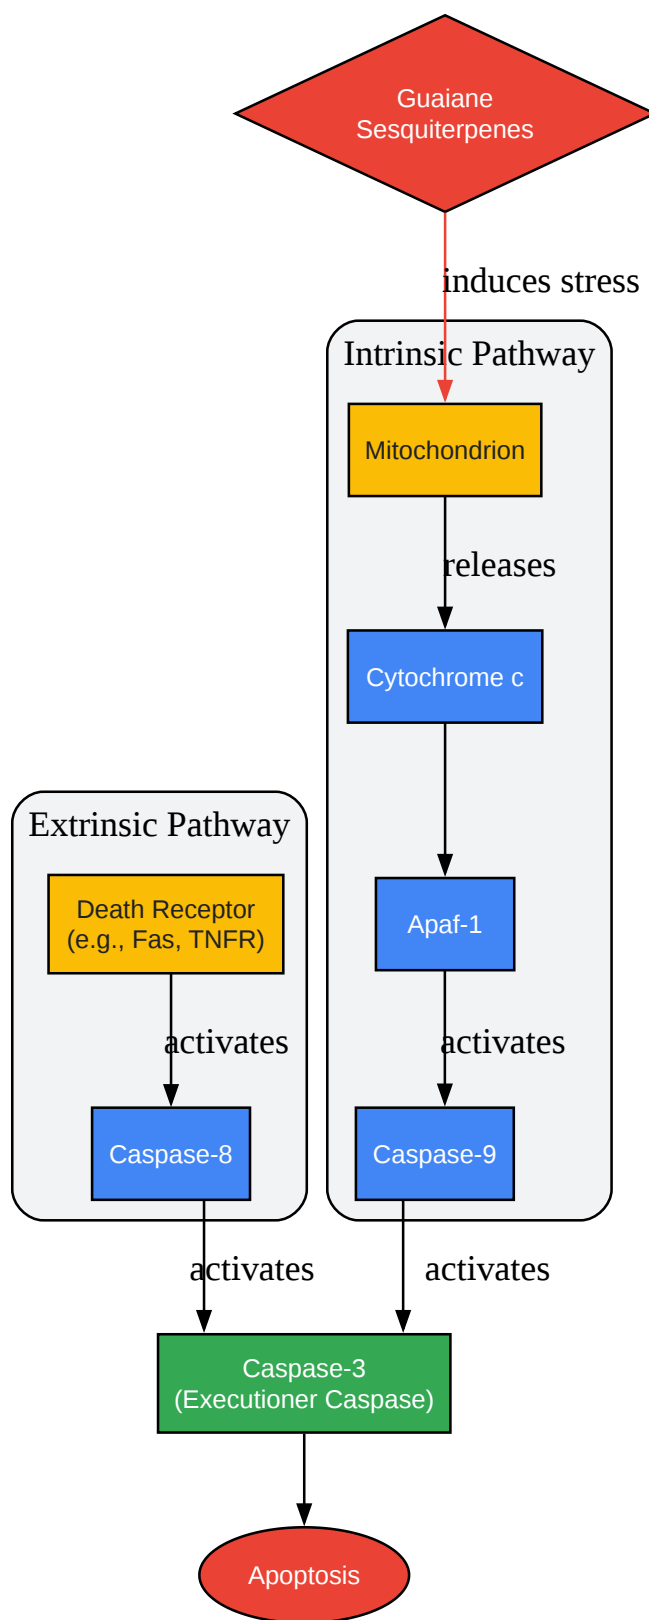 Guaiane
Sesquiterpenes
induces stress
Intrinsic Pathway
Mitochondrion
releases
Cytochrome c
Extrinsic Pathway
Death Receptor
(e.g., Fas, TNFR)
Apaf-1
activates
activates
Caspase-8
Caspase-9
activates
activates
Caspase-3
(Executioner Caspase)
Apoptosis